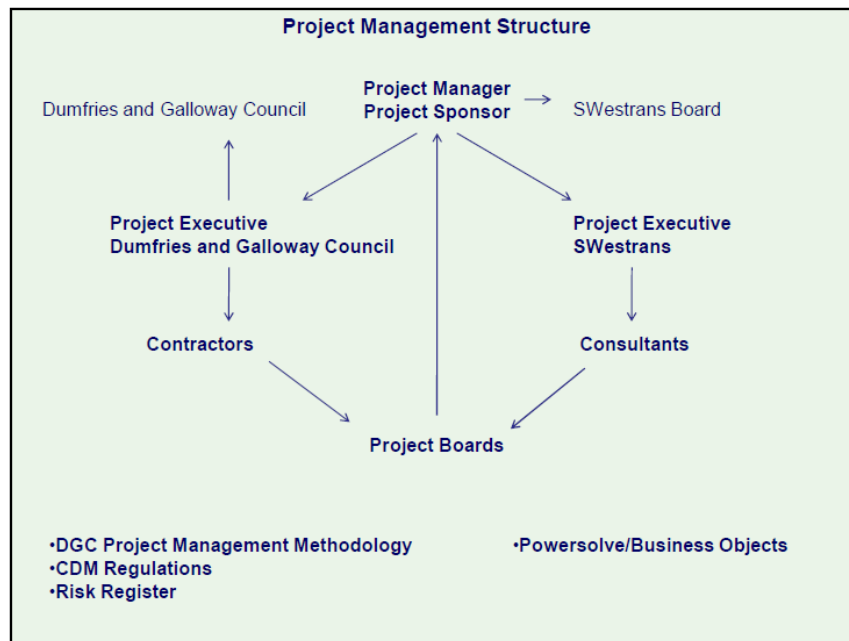 Project Management Structure
Project Manager
Project Sponsor
Dumfries and Galloway Council
SWestrans Board
Project Executive
Dumfries and Galloway Council
Project Executive
SWestrans
Contractors
Consultants
Project Boards
•DGC Project Management Methodology
•CDM Regulations
•Risk Register
•Powersolve/Business Objects